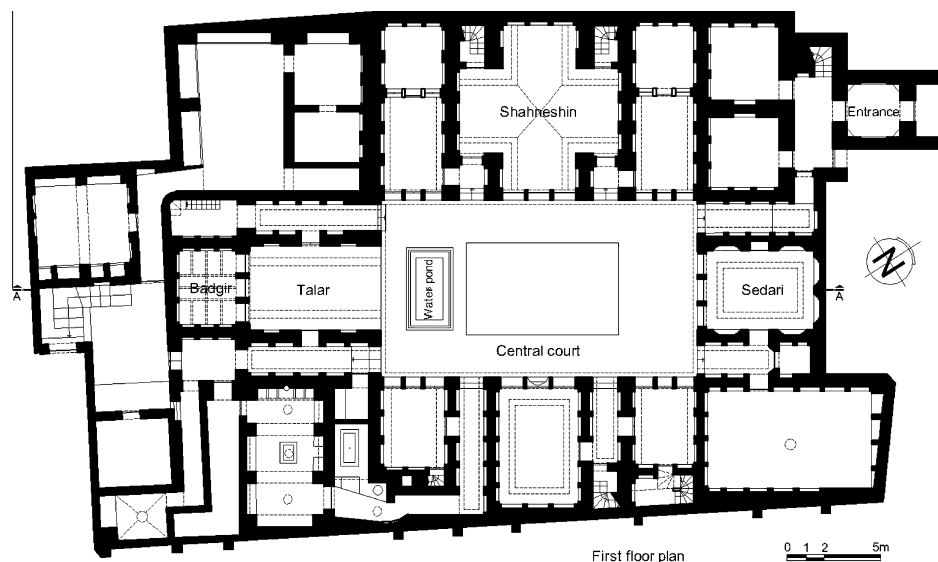 Shahneshin
Entrance
Badgir
Talar
Water pond
Sedari
N
A
A
Central court
First floor plan
0 1 2 5m